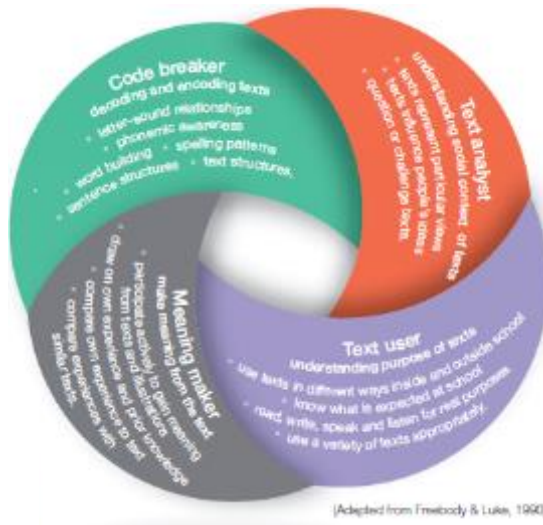 Code breaker
decoding and encoding texts
• letter-sound relationships
• phonemic awareness
• word building • spelling patterns
• sentence structures • text structures.
Text analyst
understanding social context of texts
• texts represent particular views
• texts influence people's ideas
• question or challenge texts.
Text user
understanding purpose of texts
• use texts in different ways inside and outside school
• know what is expected at school
• read, write, speak and listen for real purposes
• use a variety of texts appropriately.
Meaning maker
make meaning from the text
• participate actively to gain meaning
from texts and illustrations
• draw on own experience and prior knowledge
• compare own experience to text
• compare experiences with
similar texts.
(Adapted from Freebody & Luke, 1990